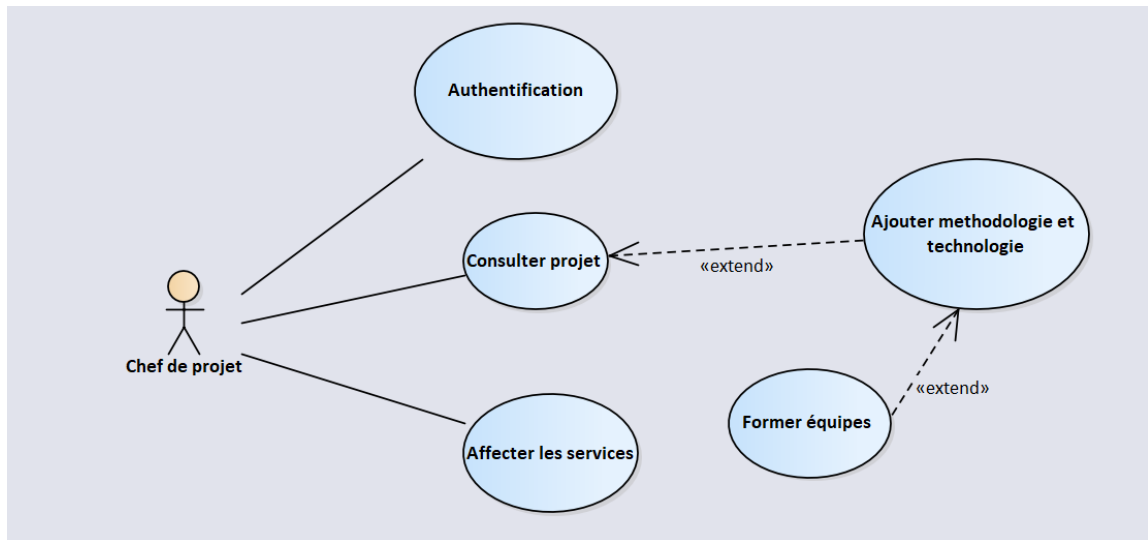 Authentification
Consulter projet
«extend»
Ajouter methodologie et
technologie
Chef de projet
«extend»
Former équipes
Affecter les services